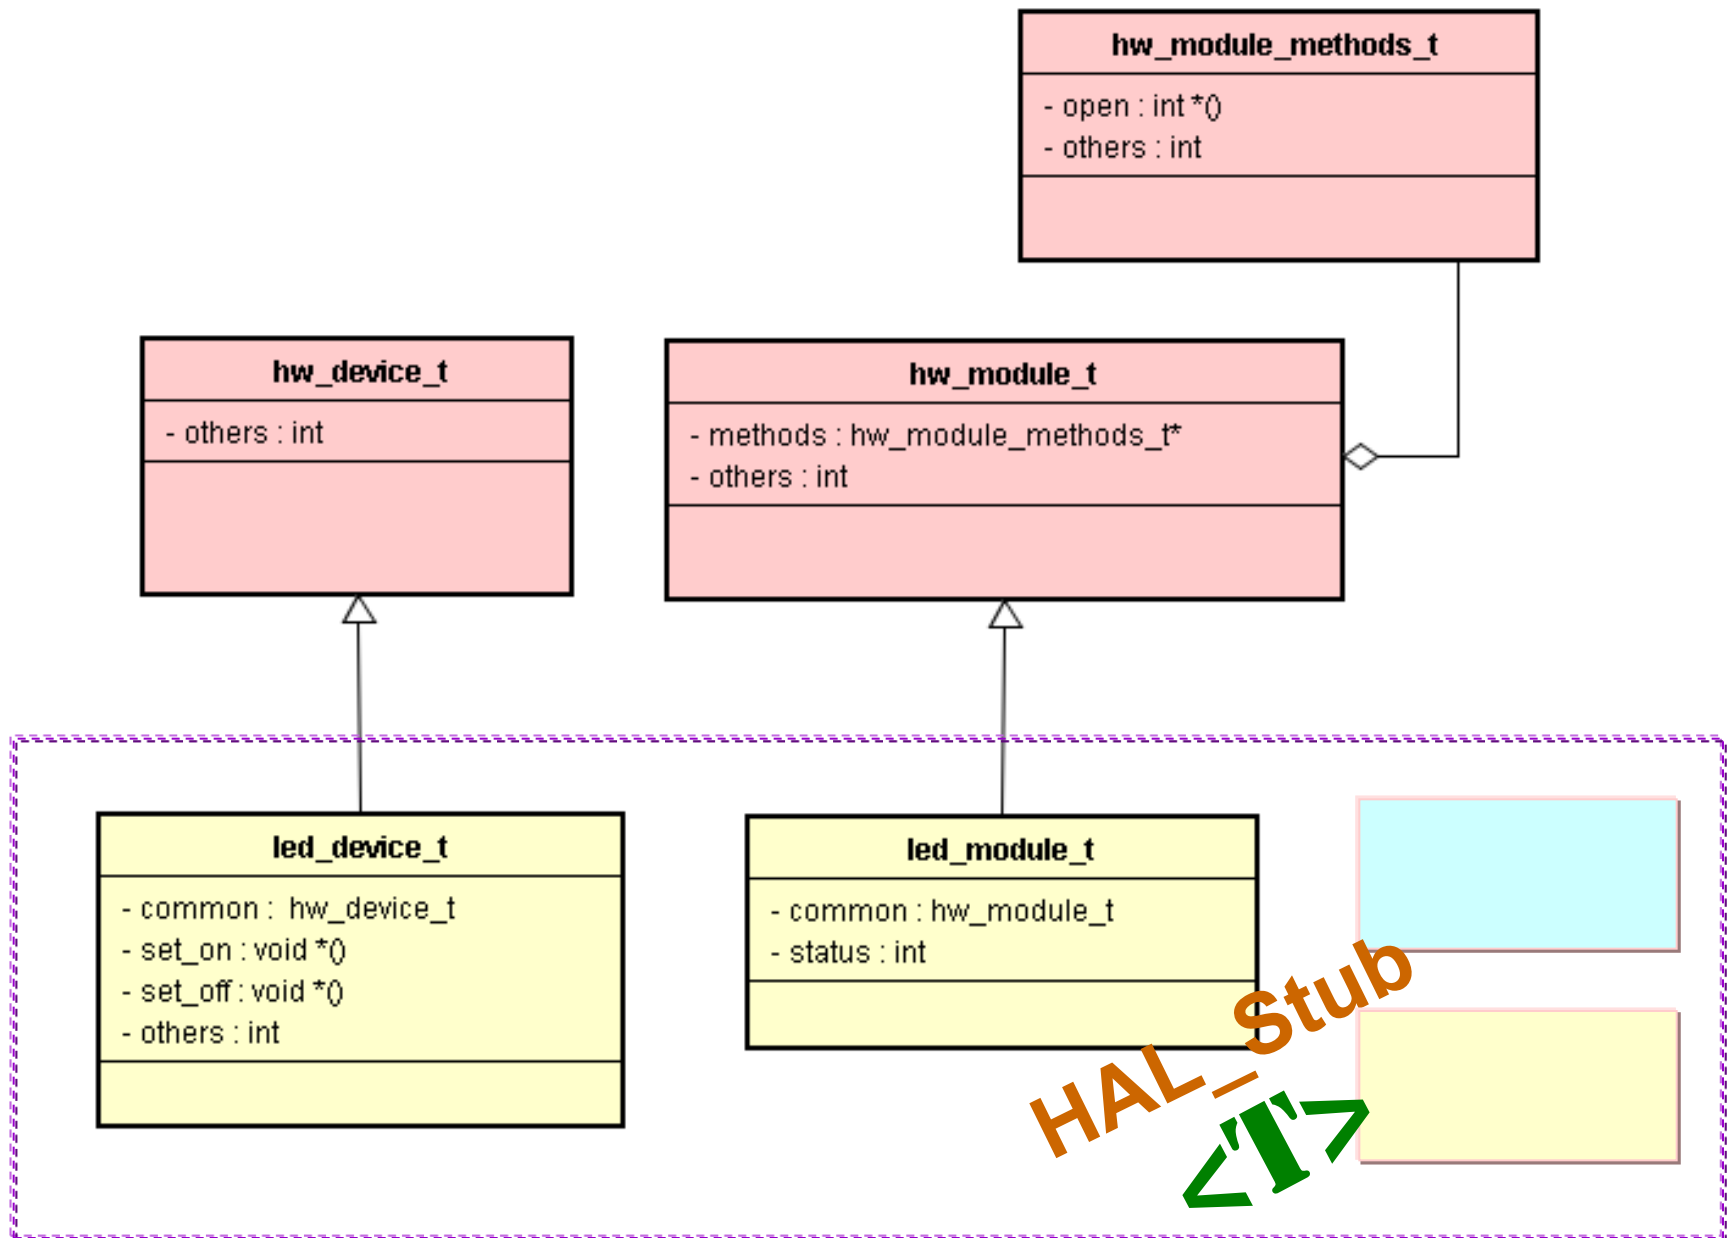 hw_module_methods_t
- open : int *()
- others : int
hw_device_t
- others : int
hw_module_t
- methods : hw_module_methods_t*
- others : int
led_device_t
- common :  hw_device_t
- set_on : void *()
- set_off : void *()
- others : int
led_module_t
- common : hw_module_t
- status : int
HAL_Stub
<T>